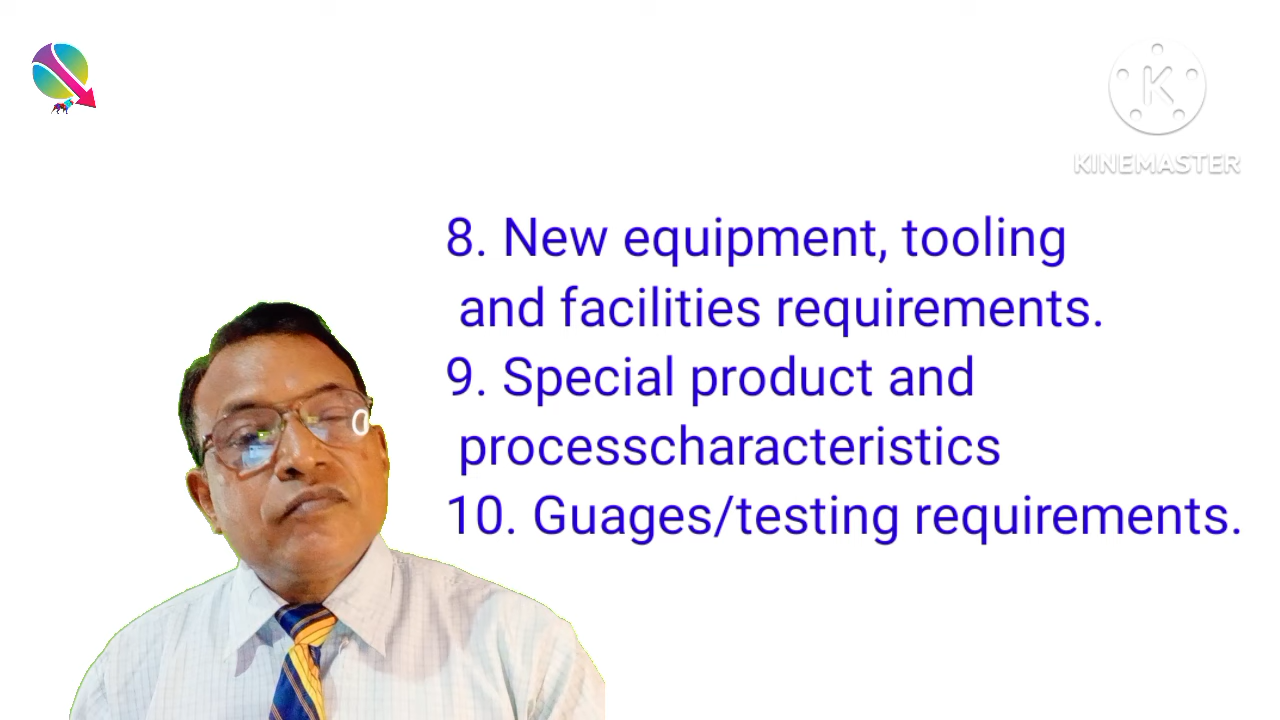 K
KINEMASTER
8. New equipment, tooling
and facilities requirements.
9. Special product and
processcharacteristics
10. Guages/testing requirements.